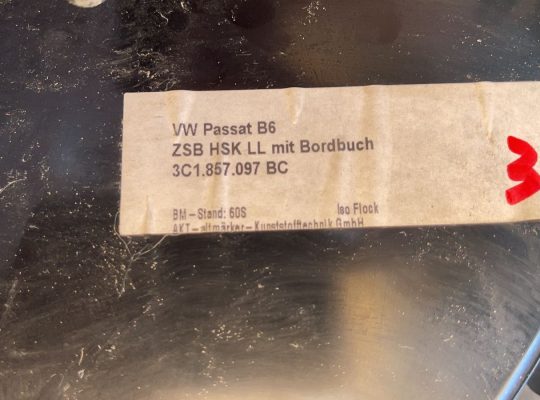 VW Passat B6
ZSB HSK LL mit Bordbuch
3C1.857.097 BC
3
BM-Stand: 60S Iso Flock
AKT-altmärker-Kunststofftechnik GmbH